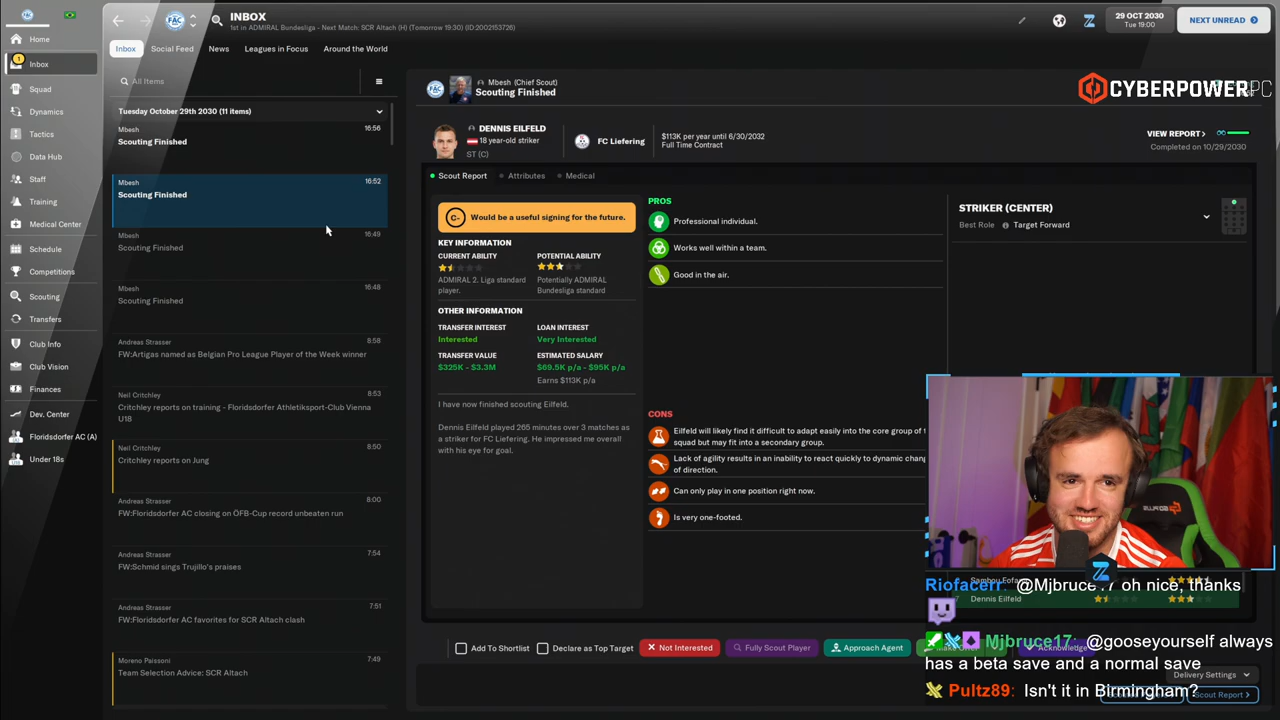 INBOX
1st in ADMIRAL Bundesliga - Next Match: SCR Altach (H) (Tomorrow 19:30) (ID:2002153726)
29 OCT 2030
Tue 19:00
NEXT UNREAD
Home
Inbox
1
Squad
Dynamics
Tactics
Data Hub
Staff
Training
Medical Center
Schedule
Competitions
Scouting
Transfers
Club Info
Club Vision
Finances
Dev. Center
Floridsdorfer AC (A)
Under 18s
Inbox
Social Feed
News
Leagues in Focus
Around the World
All Items
Tuesday October 29th 2030 (11 items)
Mbesh
16:56
Scouting Finished
Mbesh
16:52
Scouting Finished
Mbesh
16:49
Scouting Finished
Mbesh
16:48
Scouting Finished
Andreas Strasser
8:58
FW:Artigas named as Belgian Pro League Player of the Week winner
Neil Critchley
8:53
Critchley reports on training - Floridsdorfer Athletiksport-Club Vienna
U18
Neil Critchley
8:50
Critchley reports on Jung
Andreas Strasser
8:00
FW:Floridsdorfer AC closing on ÖFB-Cup record unbeaten run
Andreas Strasser
7:54
FW:Schmid sings Trujillo's praises
Andreas Strasser
7:51
FW:Floridsdorfer AC favorites for SCR Altach clash
Moreno Paissoni
7:49
Team Selection Advice: SCR Altach
Mbesh (Chief Scout)
Scouting Finished
CYBERPOWERPC
DENNIS EILFELD
18 year-old striker
ST (C)
FC Liefering
$113K per year until 6/30/2032
Full Time Contract
VIEW REPORT
Completed on 10/29/2030
Scout Report
Attributes
Medical
C-
Would be a useful signing for the future.
KEY INFORMATION
CURRENT ABILITY
POTENTIAL ABILITY
ADMIRAL 2. Liga standard
player.
Potentially ADMIRAL
Bundesliga standard
OTHER INFORMATION
TRANSFER INTEREST
LOAN INTEREST
Interested
Very Interested
TRANSFER VALUE
ESTIMATED SALARY
$325K - $3.3M
$69.5K p/a - $95K p/a
Earns $113K p/a
I have now finished scouting Eilfeld.
Dennis Eilfeld played 265 minutes over 3 matches as
a striker for FC Liefering. He impressed me overall
with his eye for goal.
PROS
Professional individual.
Works well within a team.
Good in the air.
CONS
Eilfeld will likely find it difficult to adapt easily into the core group of
squad but may fit into a secondary group.
Lack of agility results in an inability to react quickly to dynamic
of direction.
Can only play in one position right now.
Is very one-footed.
STRIKER (CENTER)
Best Role
Target Forward
Dennis Eilfeld
Add To Shortlist
Declare as Top Target
Not Interested
Fully Scout Player
Approach Agent
Acknowledge
Delivery Settings
Scout Report
Riofacerr: @Mjbruce17 oh nice, thanks
Mjbruce17: @gooseyourself always
has a beta save and a normal save
Pultz89: Isn't it in Birmingham?